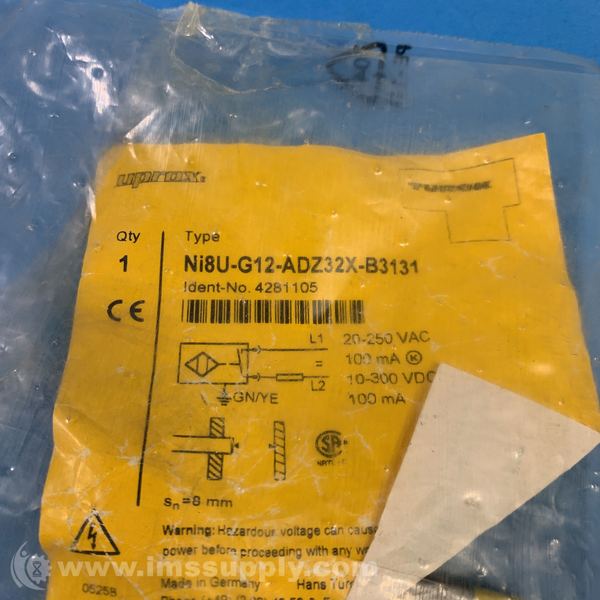 uprox
TURCK
Qty
Type
1
Ni8U-G12-ADZ32X-B3131
Ident-No. 4281105
CE
L1
20-250 VAC
=
100 mA K
L2
10-300 VDC
GN/YE
100 mA
SA
sn=8 mm
Warning: Hazardous voltage can cause
power before proceeding with any
Made in Germany
Hans
0525B
www.imssupply.com